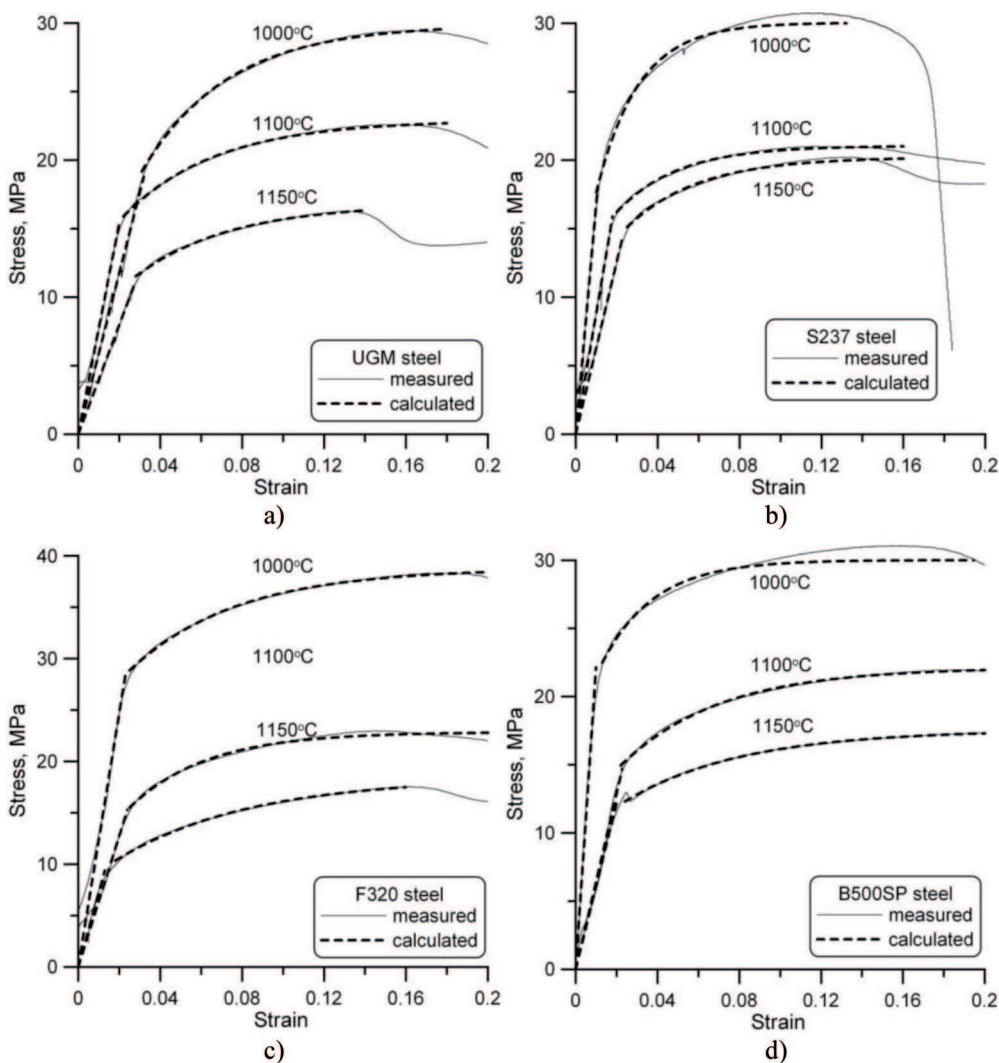 30
1000°C
1100°C
20
1150°C
10
Stress, MPa
UGM steel
measured
calculated
0
0 0.04 0.08 0.12 0.16 0.2
Strain
a)
30
1000°C
1100°C
20
1150°C
10
Stress, MPa
S237 steel
measured
calculated
0
0 0.04 0.08 0.12 0.16 0.2
Strain
b)
40
1000°C
30
1100°C
1150°C
20
10
Stress, MPa
F320 steel
measured
calculated
0
0 0.04 0.08 0.12 0.16 0.2
Strain
c)
30
1000°C
1100°C
20
1150°C
10
Stress, MPa
B500SP steel
measured
calculated
0
0 0.04 0.08 0.12 0.16 0.2
Strain
d)